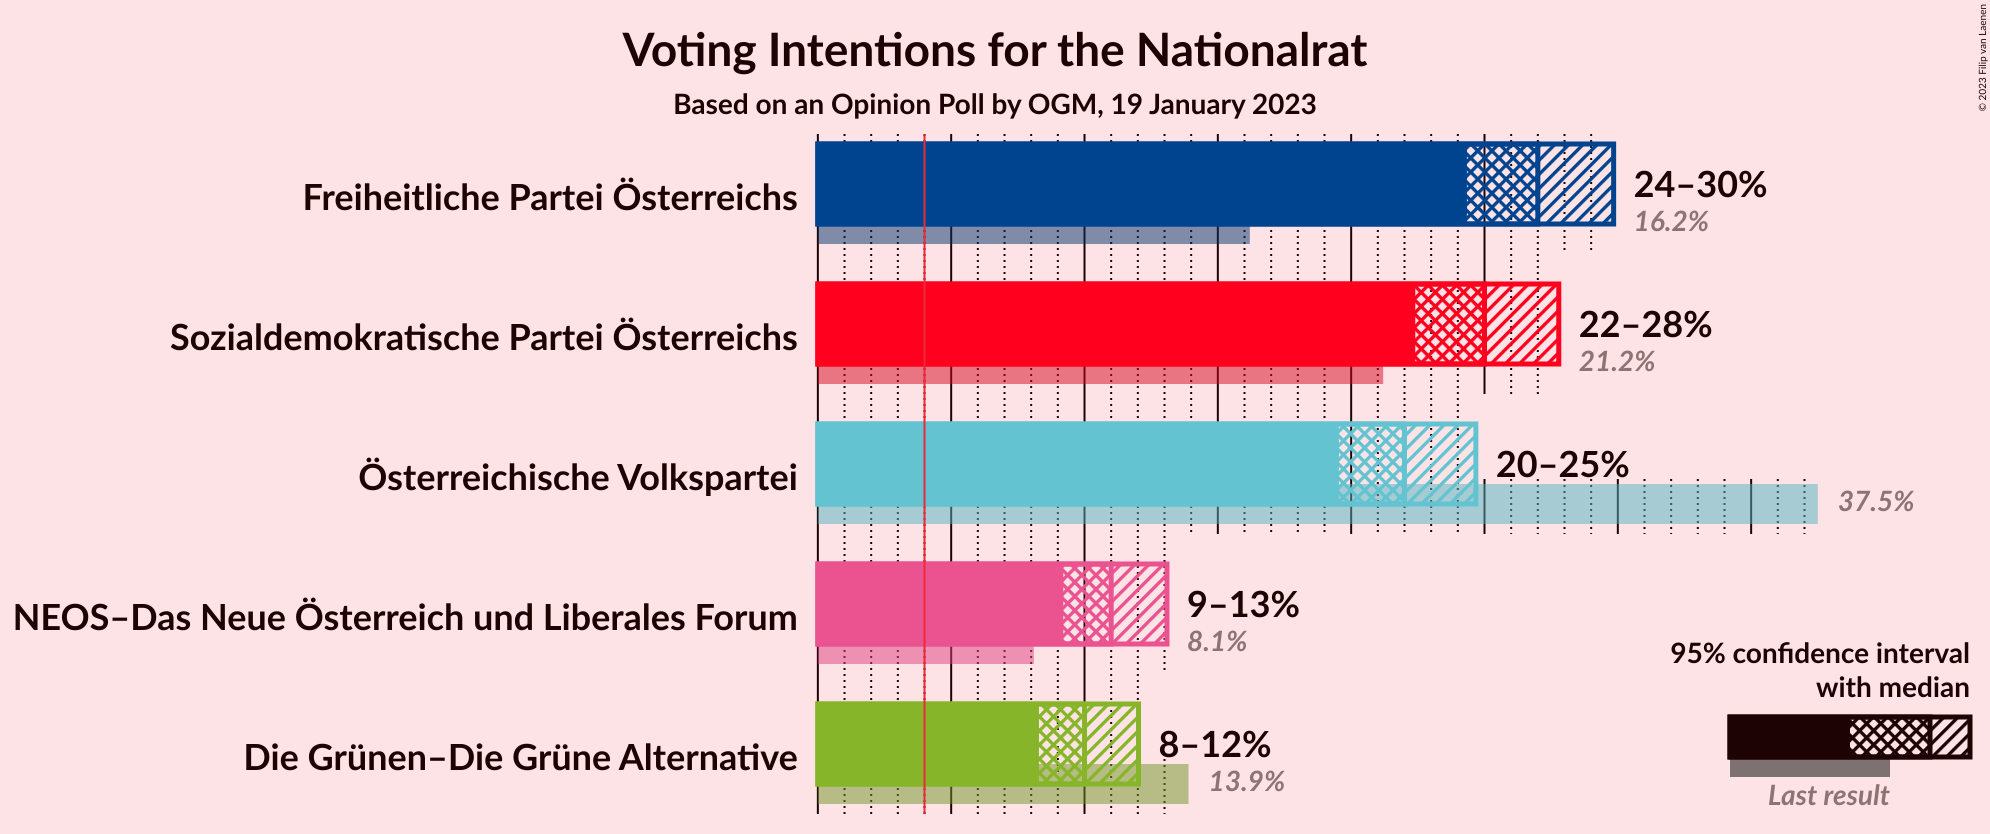 Voting Intentions for the Nationalrat
Based on an Opinion Poll by OGM, 19 January 2023
© 2023 Filip van Laenen
Freiheitliche Partei Österreichs
24–30%
16.2%
Sozialdemokratische Partei Österreichs
22–28%
21.2%
Österreichische Volkspartei
20–25%
37.5%
NEOS–Das Neue Österreich und Liberales Forum
9–13%
8.1%
Die Grünen–Die Grüne Alternative
8–12%
13.9%
95% confidence interval
with median
Last result